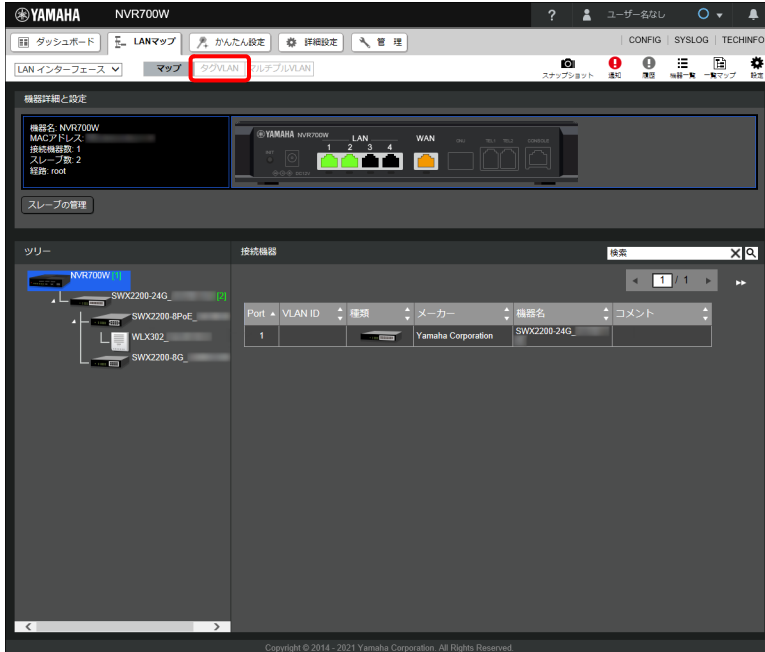 YAMAHA NVR700W ? ユーザー名なし
ダッシュボード LANマップ かんたん設定 詳細設定 管 理 CONFIG SYSLOG TECHINFO
LAN インターフェース マップ タグVLAN マルチプルVLAN スナップショット 通知 履歴 機器一覧 一覧マップ 設定
機器詳細と設定
機器名: NVR700W
MACアドレス:
接続機器数: 1
スレーブ数: 2
経路: root
YAMAHA NVR700W LAN WAN ONU TEL1 TEL2 CONSOLE
1 2 3 4
DC12V
スレーブの管理
ツリー
NVR700W [1]
SWX2200-24G_ [2]
SWX2200-8PoE_
WLX302_
SWX2200-8G_
接続機器 検索
1 / 1
Port VLAN ID 種類 メーカー 機器名 コメント
1 Yamaha Corporation SWX2200-24G_
Copyright © 2014 - 2021 Yamaha Corporation. All Rights Reserved.